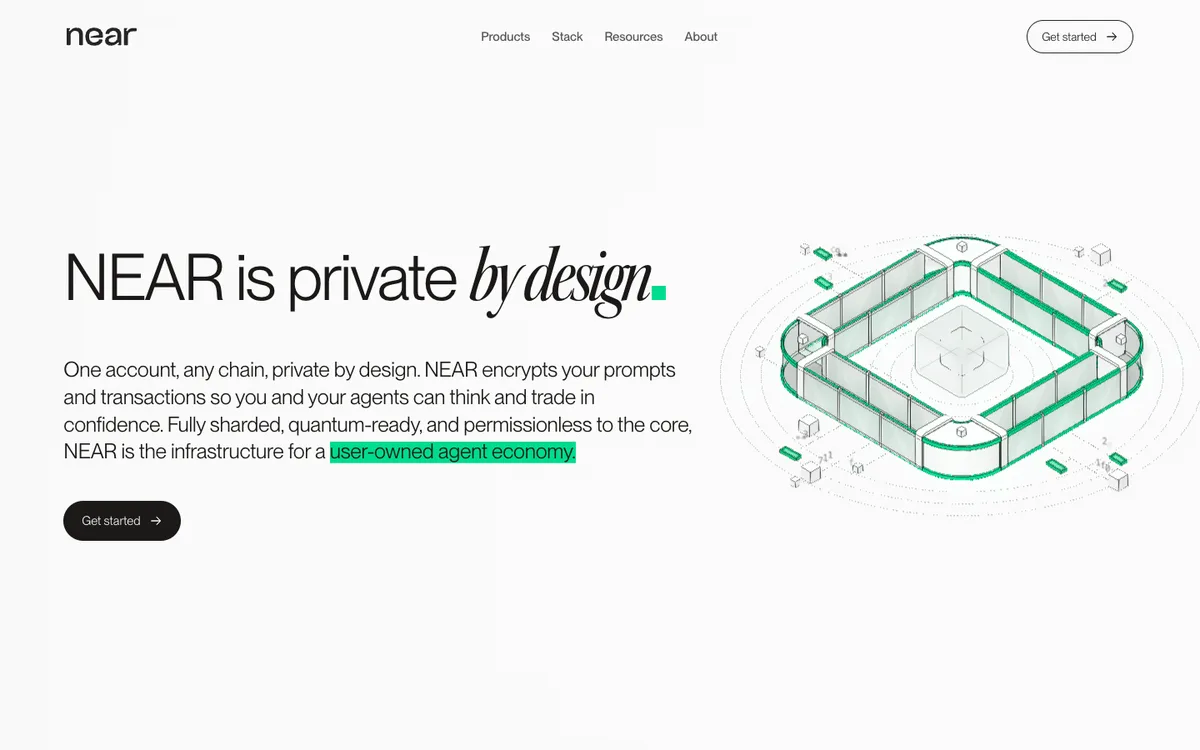 near
Products Stack Resources About
Get started
NEAR is private by design.
One account, any chain, private by design. NEAR encrypts your prompts
and transactions so you and your agents can think and trade in
confidence. Fully sharded, quantum-ready, and permissionless to the core,
NEAR is the infrastructure for a user-owned agent economy.
Get started